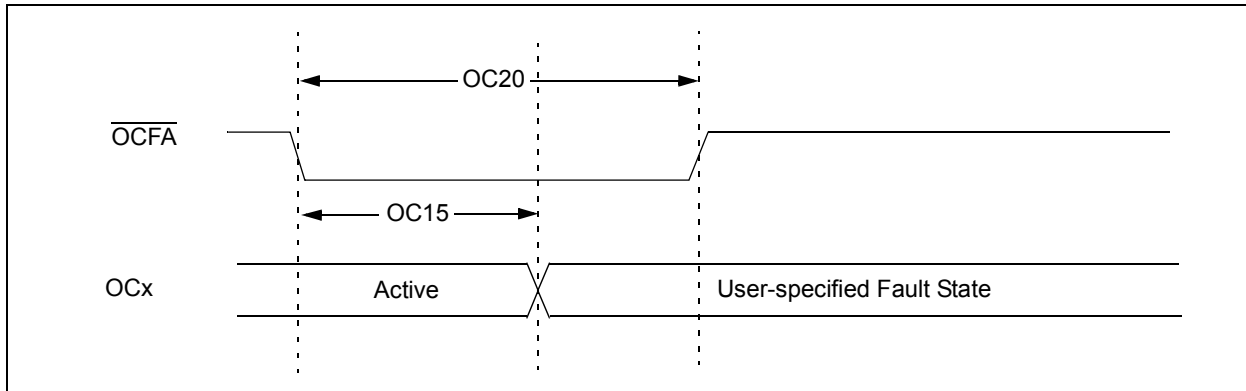 OC20
OCFA
OC15
OCx
Active
User-specified Fault State